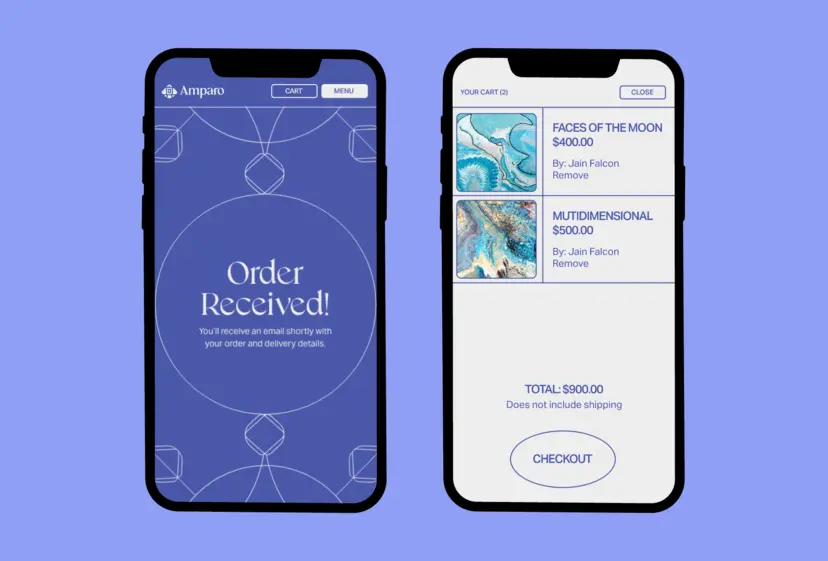 Amparo
CART
MENU
Order
Received!
You'll receive an email shortly with
your order and delivery details.
YOUR CART (2)
CLOSE
FACES OF THE MOON
$400.00
By: Jain Falcon
Remove
MUTIDIMENSIONAL
$500.00
By: Jain Falcon
Remove
TOTAL: $900.00
Does not include shipping
CHECKOUT